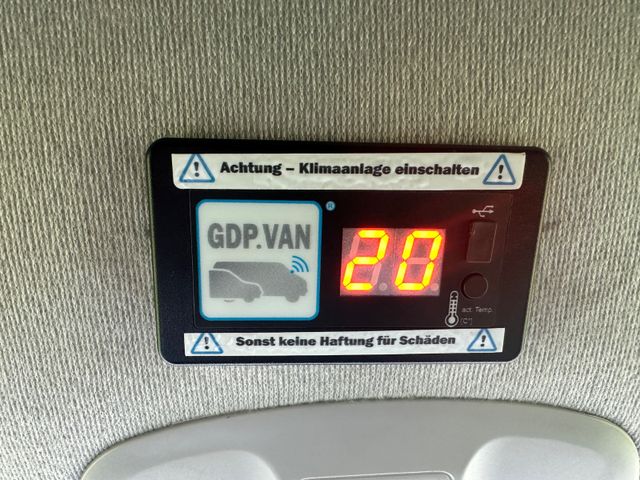 Achtung – Klimaanlage einschalten
GDP.VAN
®
20
act. Temp.
[C°]
Sonst keine Haftung für Schäden